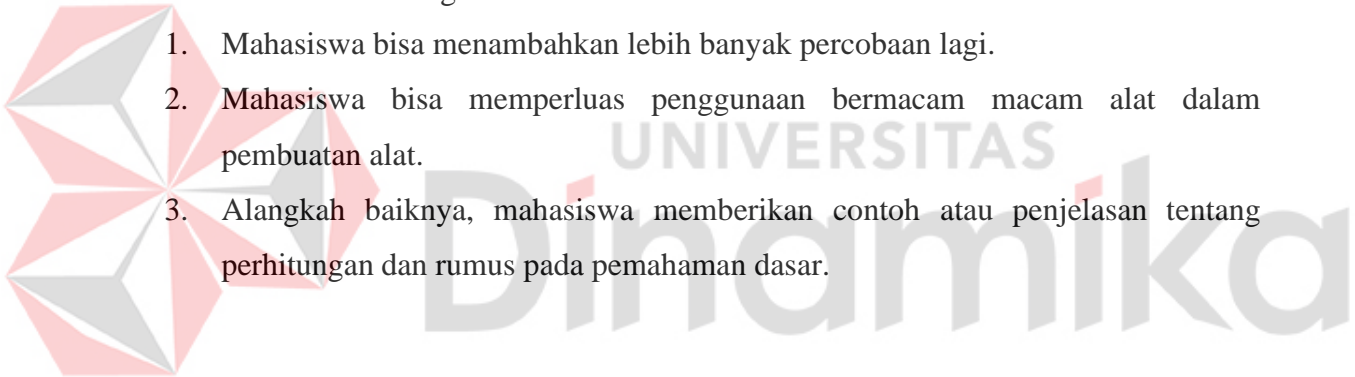 1. Mahasiswa bisa menambahkan lebih banyak percobaan lagi.
2. Mahasiswa bisa memperluas penggunaan bermacam macam alat dalam
pembuatan alat.
UNIVERSITAS
Dinamika
3. Alangkah baiknya, mahasiswa memberikan contoh atau penjelasan tentang
perhitungan dan rumus pada pemahaman dasar.